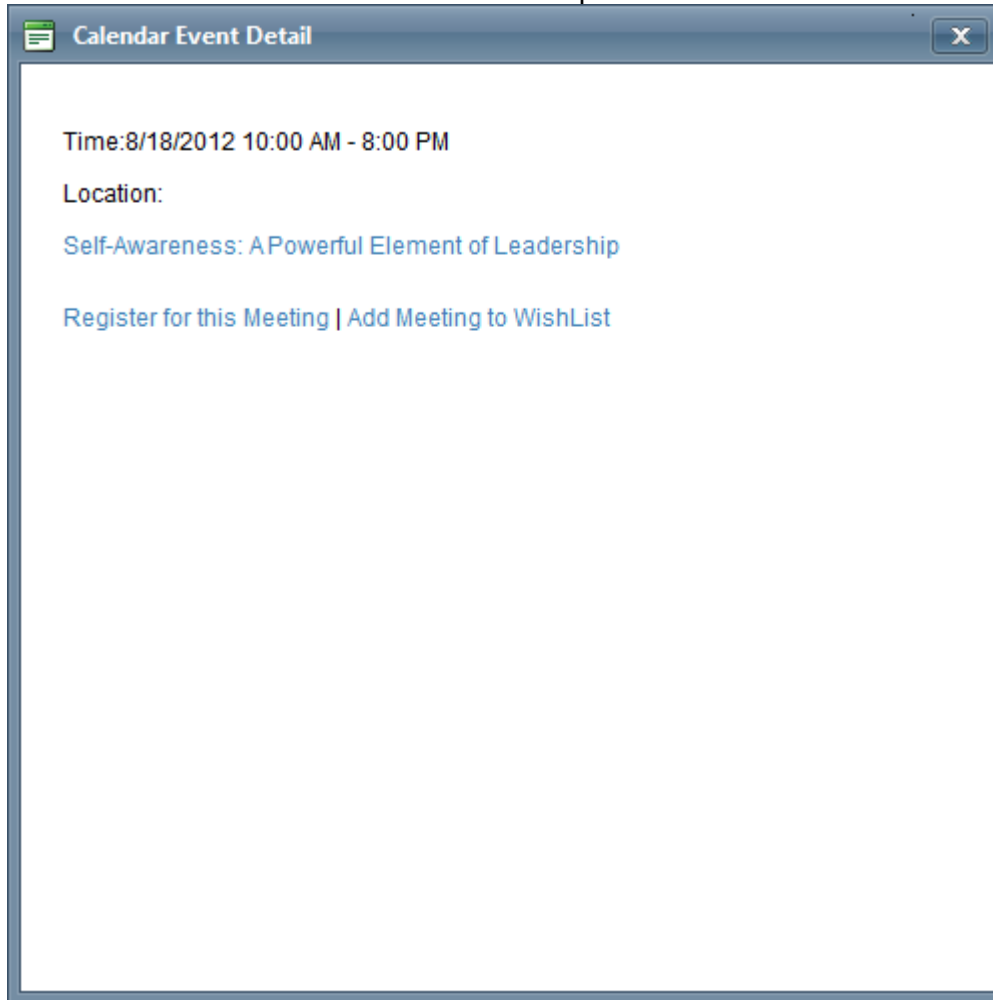 Calendar Event Detail
Time:8/18/2012 10:00 AM - 8:00 PM
Location:
Self-Awareness: A Powerful Element of Leadership
Register for this Meeting | Add Meeting to WishList